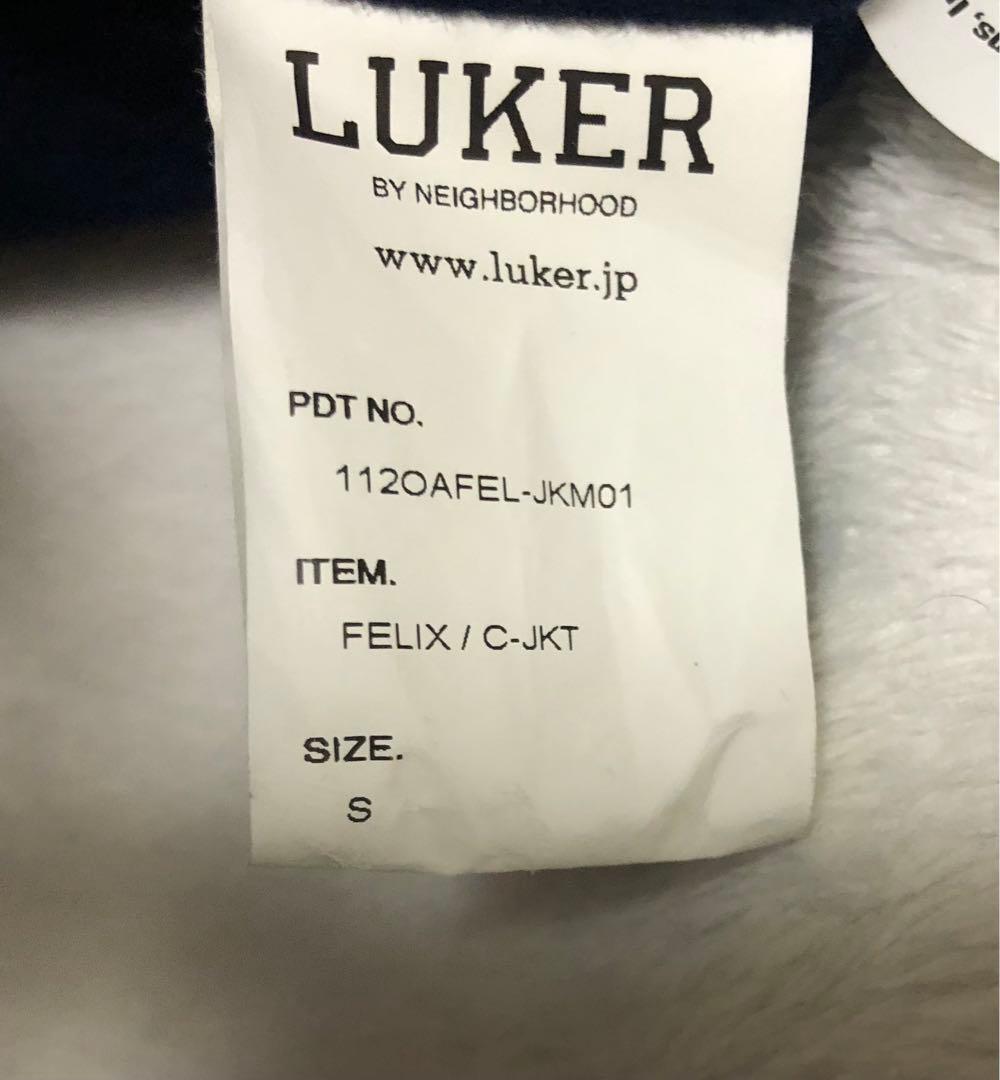 LUKER
BY NEIGHBORHOOD
www.luker.jp
PDT NO.
112OAFEL-JKM01
ITEM.
FELIX / C-JKT
SIZE.
S